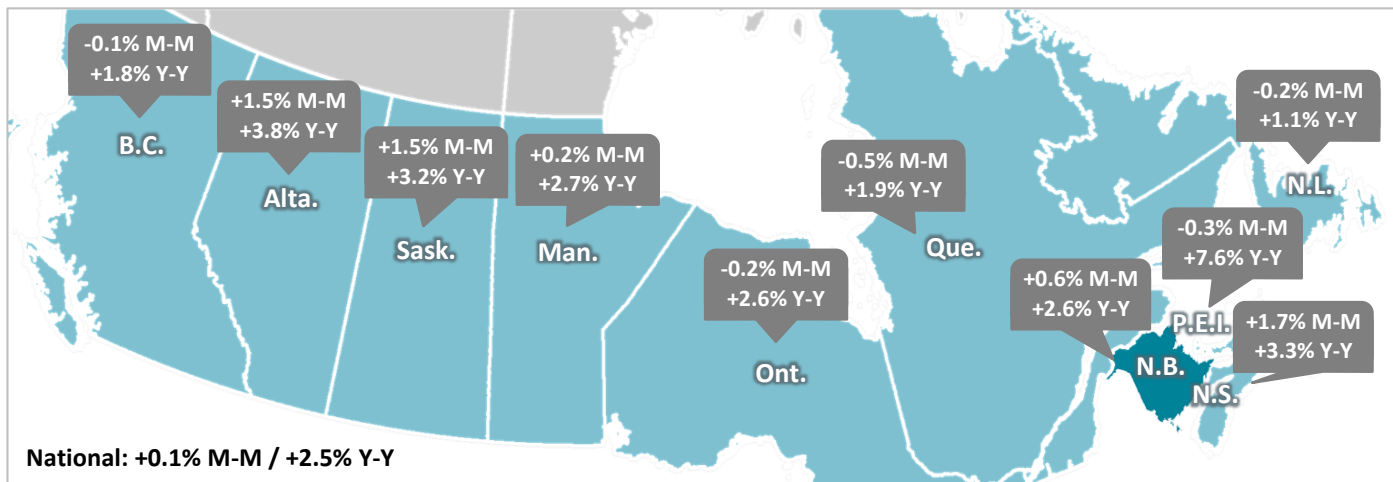 -0.1% M-M
+1.8% Y-Y
B.C.
+1.5% M-M
+3.8% Y-Y
Alta.
+1.5% M-M
+3.2% Y-Y
Sask.
+0.2% M-M
+2.7% Y-Y
Man.
-0.2% M-M
+2.6% Y-Y
Ont.
-0.5% M-M
+1.9% Y-Y
Que.
-0.2% M-M
+1.1% Y-Y
N.L.
-0.3% M-M
+7.6% Y-Y
P.E.I.
+0.6% M-M
+2.6% Y-Y
N.B.
+1.7% M-M
+3.3% Y-Y
N.S.
National: +0.1% M-M / +2.5% Y-Y